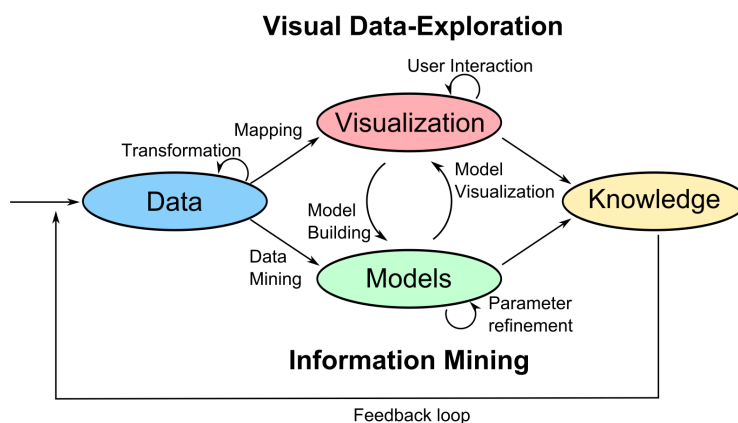 Visual Data-Exploration
User Interaction
Visualization
Mapping
Transformation
Model
Visualization
Data
Knowledge
Model
Building
Data
Mining
Models
Parameter
refinement
Information Mining
Feedback loop